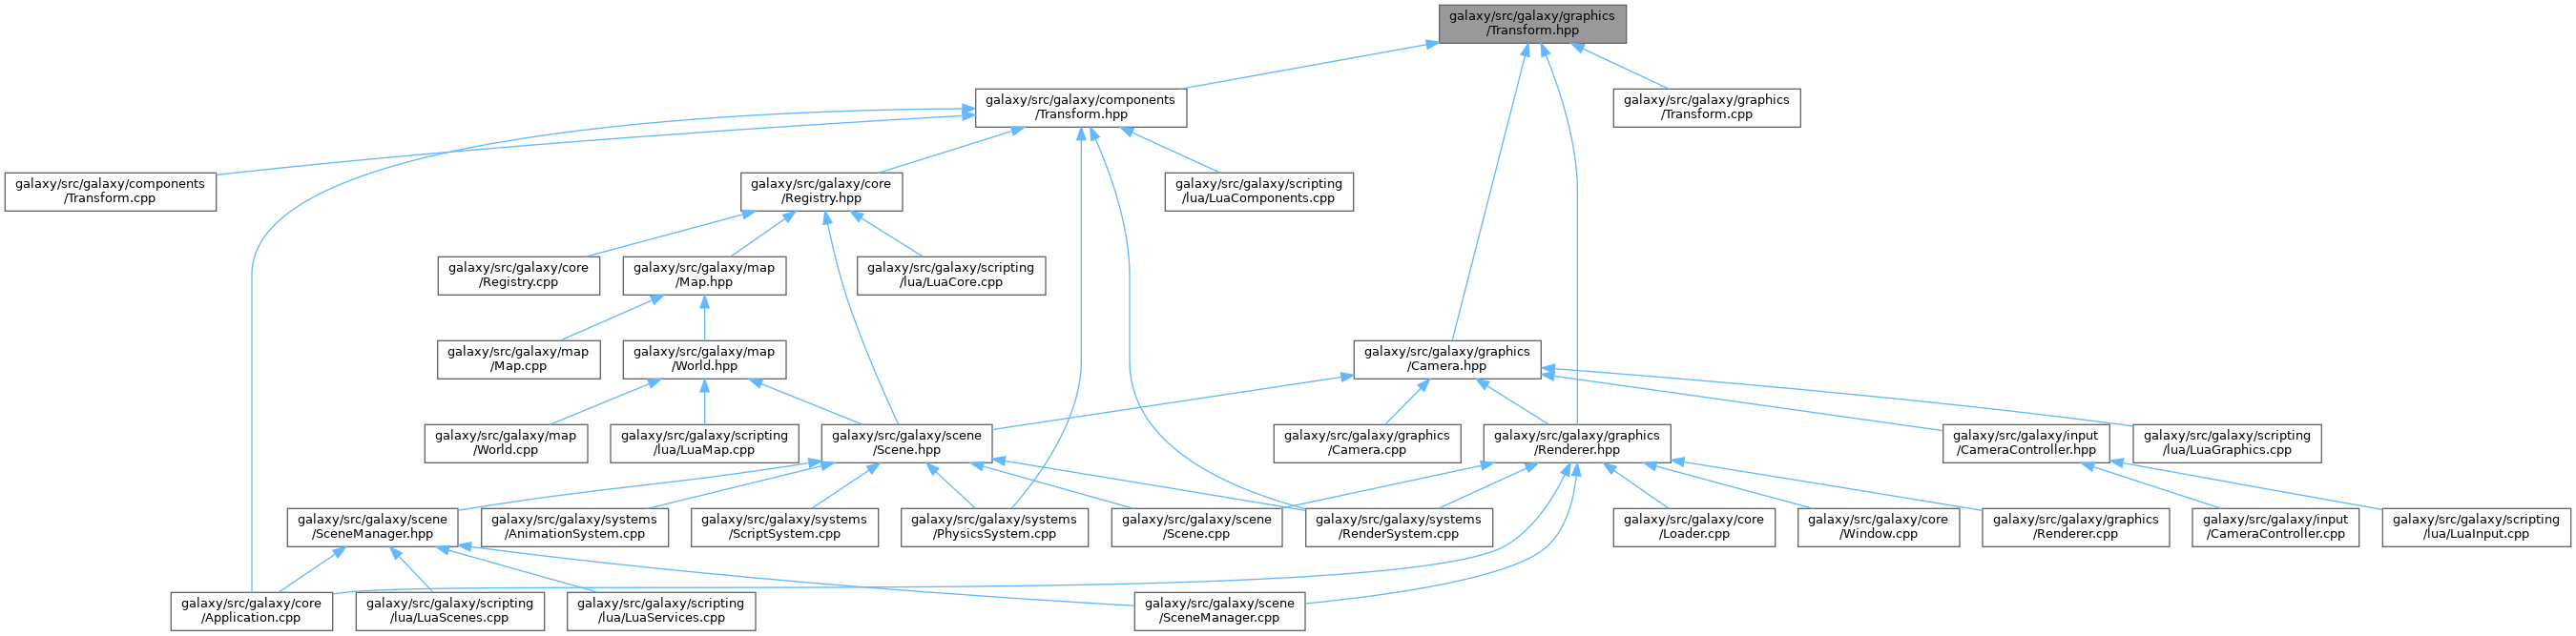 galaxy/src/galaxy/graphics
/Transform.hpp
galaxy/src/galaxy/components
/Transform.hpp
galaxy/src/galaxy/graphics
/Transform.cpp
galaxy/src/galaxy/components
/Transform.cpp
galaxy/src/galaxy/core
/Registry.hpp
galaxy/src/galaxy/scripting
/lua/LuaComponents.cpp
galaxy/src/galaxy/core
/Registry.cpp
galaxy/src/galaxy/map
/Map.hpp
galaxy/src/galaxy/scripting
/lua/LuaCore.cpp
galaxy/src/galaxy/map
/Map.cpp
galaxy/src/galaxy/map
/World.hpp
galaxy/src/galaxy/graphics
/Camera.hpp
galaxy/src/galaxy/map
/World.cpp
galaxy/src/galaxy/scripting
/lua/LuaMap.cpp
galaxy/src/galaxy/scene
/Scene.hpp
galaxy/src/galaxy/graphics
/Camera.cpp
galaxy/src/galaxy/graphics
/Renderer.hpp
galaxy/src/galaxy/input
/CameraController.hpp
galaxy/src/galaxy/scripting
/lua/LuaGraphics.cpp
galaxy/src/galaxy/scene
/SceneManager.hpp
galaxy/src/galaxy/systems
/AnimationSystem.cpp
galaxy/src/galaxy/systems
/ScriptSystem.cpp
galaxy/src/galaxy/systems
/PhysicsSystem.cpp
galaxy/src/galaxy/scene
/Scene.cpp
galaxy/src/galaxy/systems
/RenderSystem.cpp
galaxy/src/galaxy/core
/Loader.cpp
galaxy/src/galaxy/core
/Window.cpp
galaxy/src/galaxy/graphics
/Renderer.cpp
galaxy/src/galaxy/input
/CameraController.cpp
galaxy/src/galaxy/scripting
/lua/LuaInput.cpp
galaxy/src/galaxy/core
/Application.cpp
galaxy/src/galaxy/scripting
/lua/LuaScenes.cpp
galaxy/src/galaxy/scripting
/lua/LuaServices.cpp
galaxy/src/galaxy/scene
/SceneManager.cpp